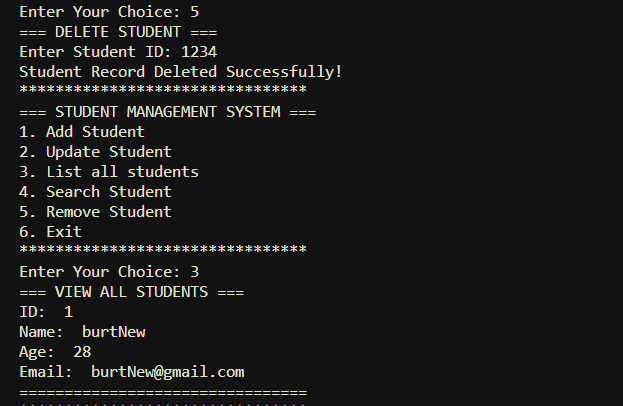 Enter Your Choice: 5
=== DELETE STUDENT ===
Enter Student ID: 1234
Student Record Deleted Successfully!
********************************
=== STUDENT MANAGEMENT SYSTEM ===
1. Add Student
2. Update Student
3. List all students
4. Search Student
5. Remove Student
6. Exit
********************************
Enter Your Choice: 3
=== VIEW ALL STUDENTS ===
ID:  1
Name:  burtNew
Age:  28
Email:  burtNew@gmail.com
================================
********************************